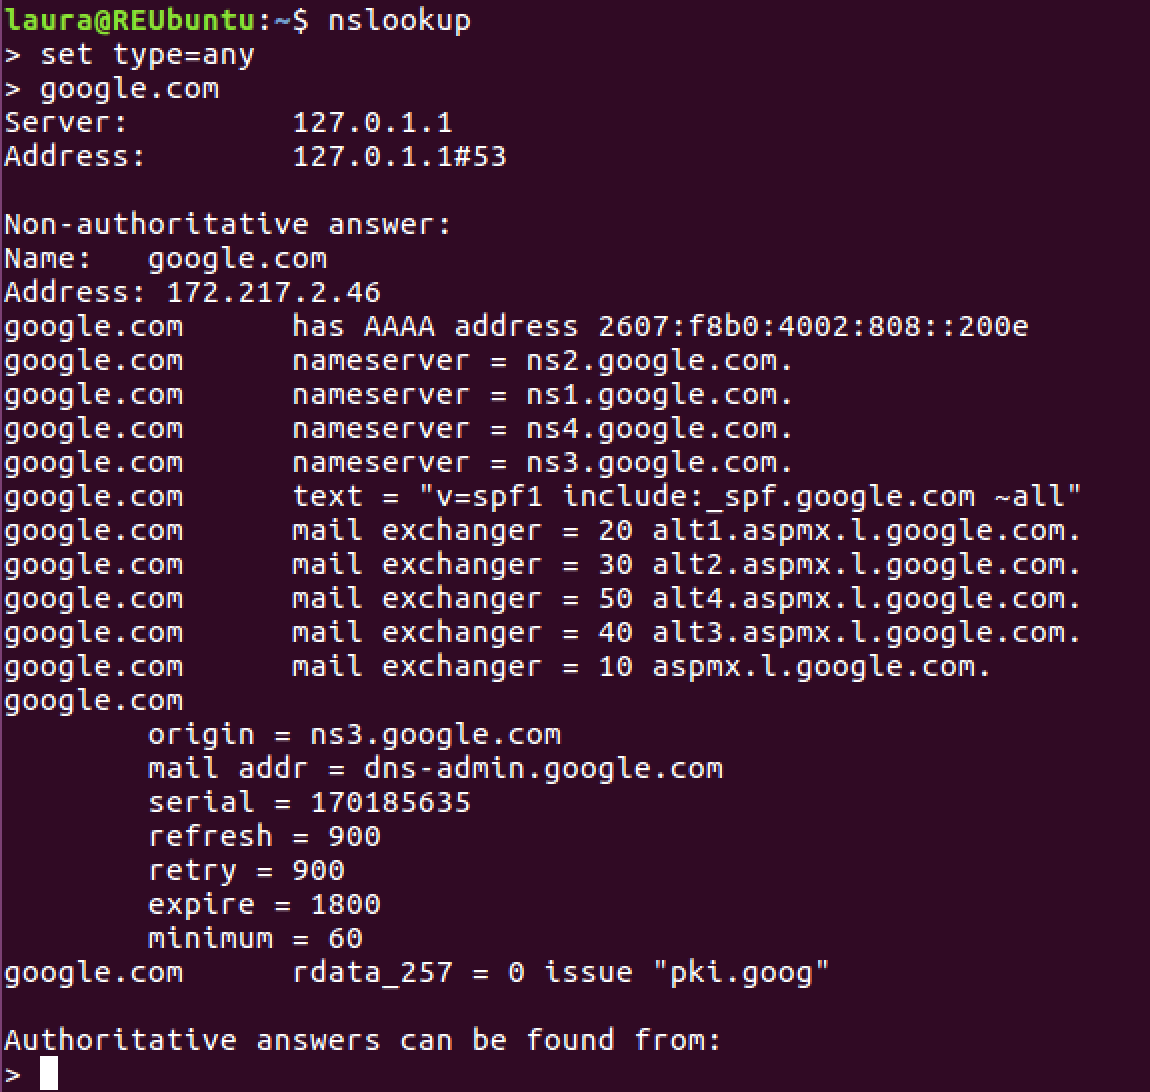 laura@REUbuntu:~$ nslookup
> set type=any
> google.com
Server:		127.0.1.1
Address:	127.0.1.1#53

Non-authoritative answer:
Name:	google.com
Address: 172.217.2.46
google.com	has AAAA address 2607:f8b0:4002:808::200e
google.com	nameserver = ns2.google.com.
google.com	nameserver = ns1.google.com.
google.com	nameserver = ns4.google.com.
google.com	nameserver = ns3.google.com.
google.com	text = "v=spf1 include:_spf.google.com ~all"
google.com	mail exchanger = 20 alt1.aspmx.l.google.com.
google.com	mail exchanger = 30 alt2.aspmx.l.google.com.
google.com	mail exchanger = 50 alt4.aspmx.l.google.com.
google.com	mail exchanger = 40 alt3.aspmx.l.google.com.
google.com	mail exchanger = 10 aspmx.l.google.com.
google.com
	origin = ns3.google.com
	mail addr = dns-admin.google.com
	serial = 170185635
	refresh = 900
	retry = 900
	expire = 1800
	minimum = 60
google.com	rdata_257 = 0 issue "pki.goog"

Authoritative answers can be found from:
>